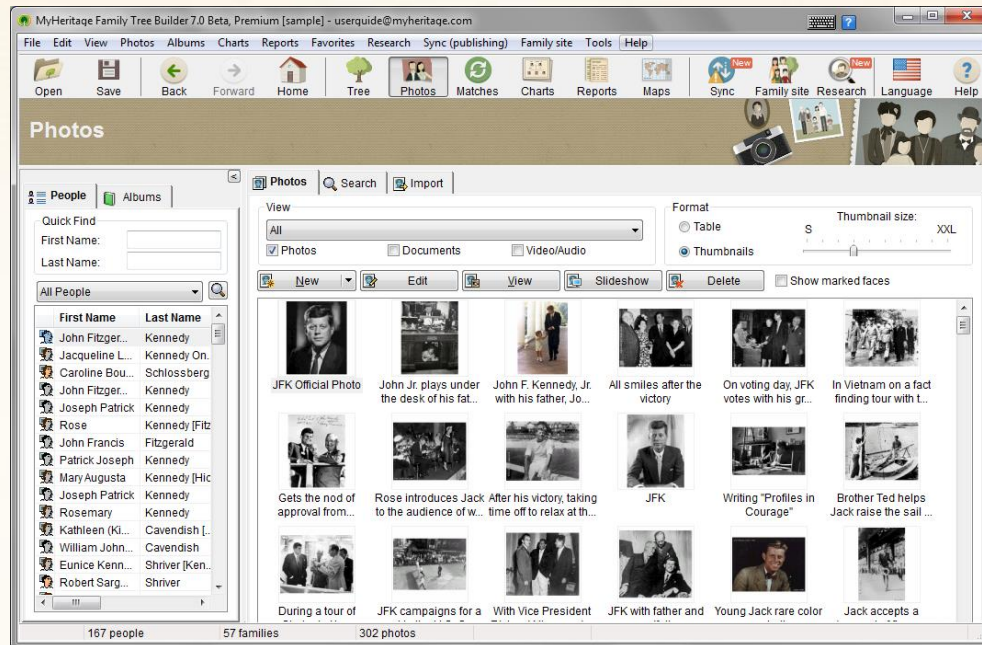 MyHeritage Family Tree Builder 7.0 Beta, Premium [sample] - userguide@myheritage.com
File Edit View Photos Albums Charts Reports Favorites Research Sync (publishing) Family site Tools Help
New New
Open Save Back Forward Home Tree Photos Matches Charts Reports Maps Sync Family site Research Language Help
Photos
People Albums
Photos Search Import
Quick Find
First Name:
Last Name:
All People
First Name Last Name
John Fitzger... Kennedy
Jacqueline L... Kennedy On.
Caroline Bou... Schlossberg
John Fitzger... Kennedy
Joseph Patrick Kennedy
Rose Kennedy [Fitz
John Francis Fitzgerald
Patrick Joseph Kennedy
Mary Augusta Kennedy [Hic
Joseph Patrick Kennedy
Rosemary Kennedy
Kathleen (Ki... Cavendish [..
William John... Cavendish
Eunice Kenn... Shriver [Ken..
Robert Sarg... Shriver
View
All
Photos Documents Video/Audio
Format
Table
Thumbnails
Thumbnail size:
S XXL
New Edit View Slideshow Delete Show marked faces
JFK Official Photo
John Jr. plays under
the desk of his fat...
John F. Kennedy, Jr.
with his father, Jo...
All smiles after the
victory
On voting day, JFK
votes with his gr...
In Vietnam on a fact
finding tour with t...
Gets the nod of
approval from...
Rose introduces Jack
to the audience of w...
After his victory, taking
time off to relax at th...
JFK
Writing "Profiles in
Courage"
Brother Ted helps
Jack raise the sail ...
During a tour of
JFK campaigns for a
With Vice President
JFK with father and
Young Jack rare color
Jack accepts a
167 people 57 families 302 photos